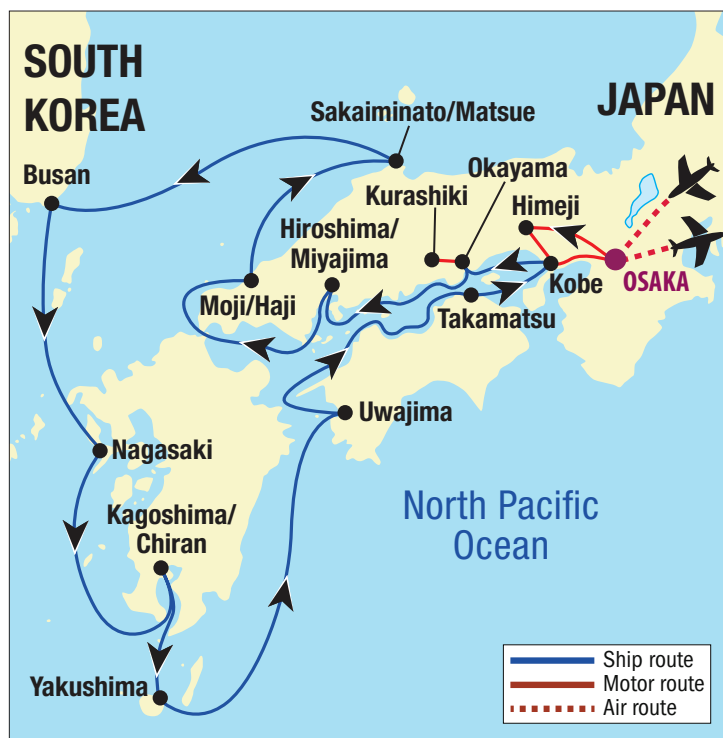 SOUTH
KOREA
JAPAN
Sakaiminato/Matsue
Busan
Okayama
Kurashiki
Himeji
Hiroshima/
Miyajima
Moji/Haji
Kobe
OSAKA
Takamatsu
Uwajima
Nagasaki
Kagoshima/
Chiran
North Pacific
Ocean
Yakushima
Ship route
Motor route
Air route